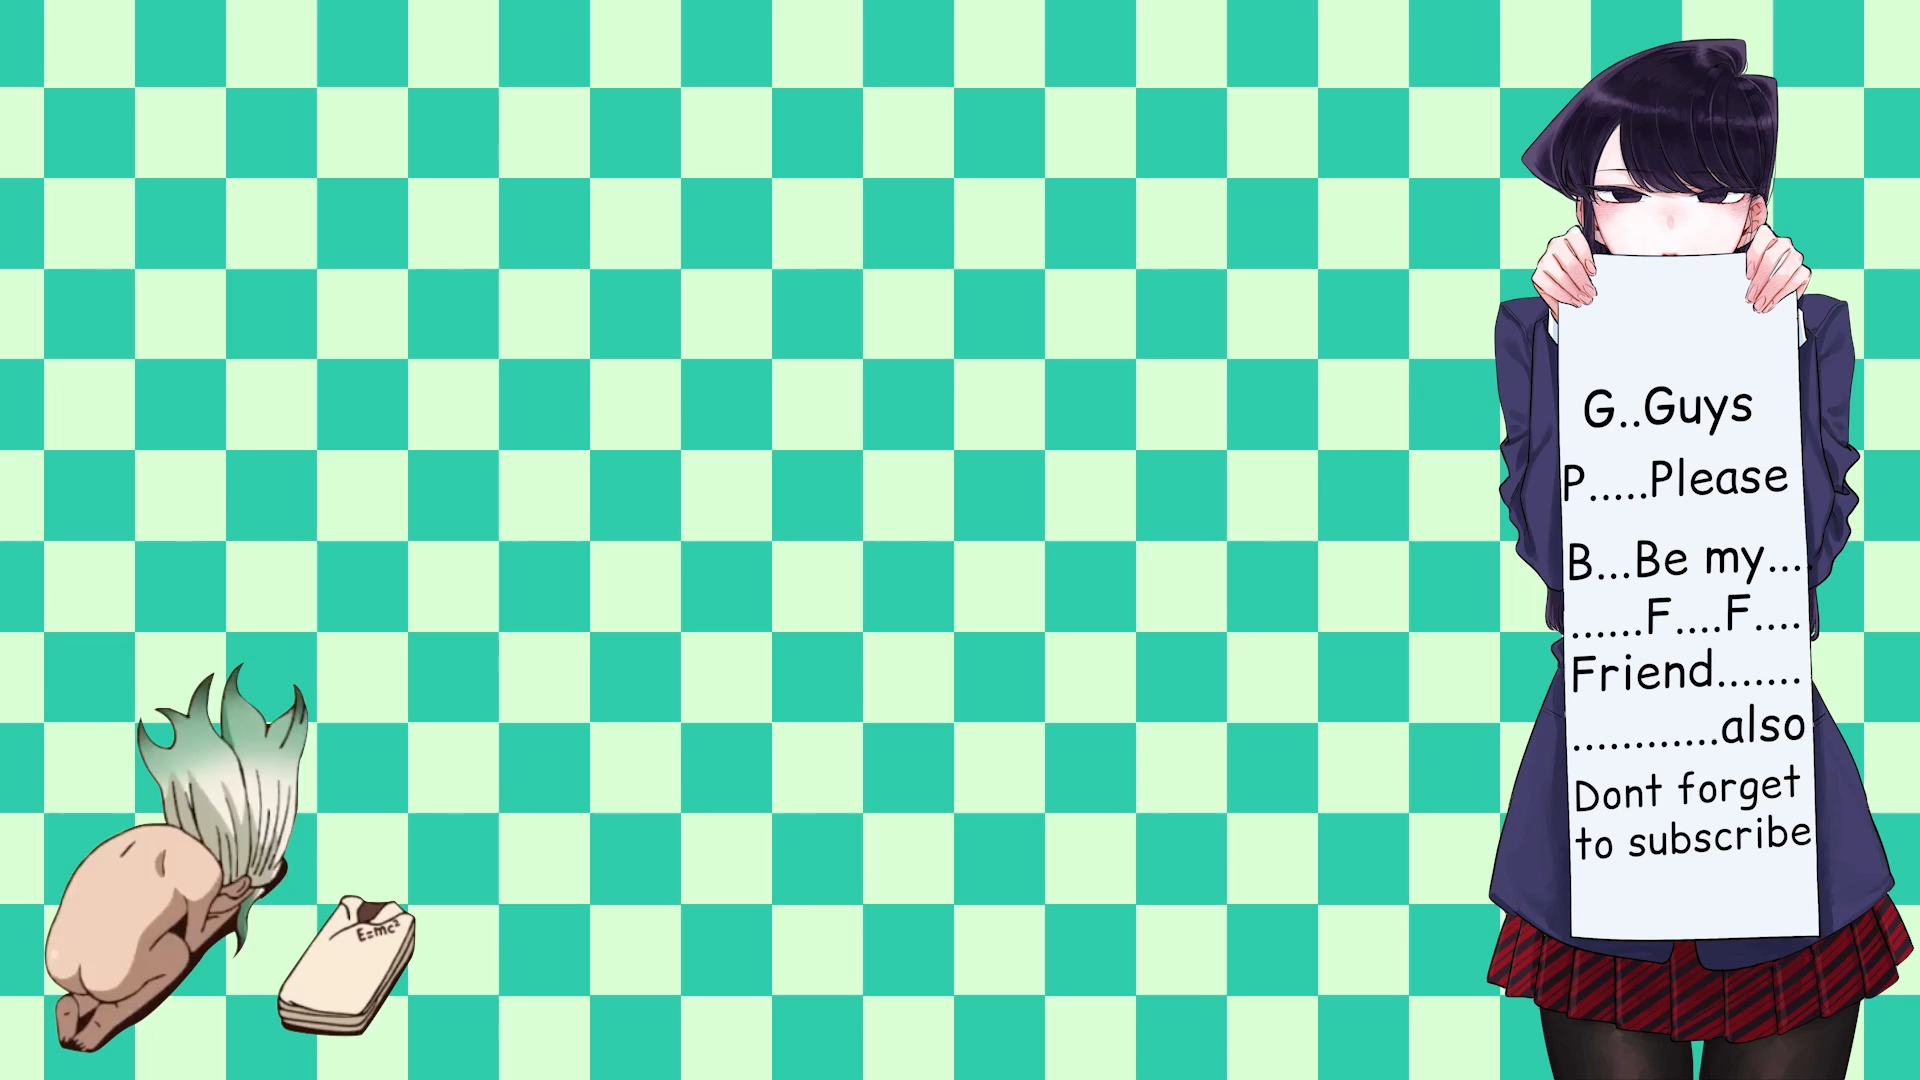 G..Guys
P.....Please
B...Be my....
......F....F....
Friend.......
............also
Dont forget
to subscribe
E=mc²